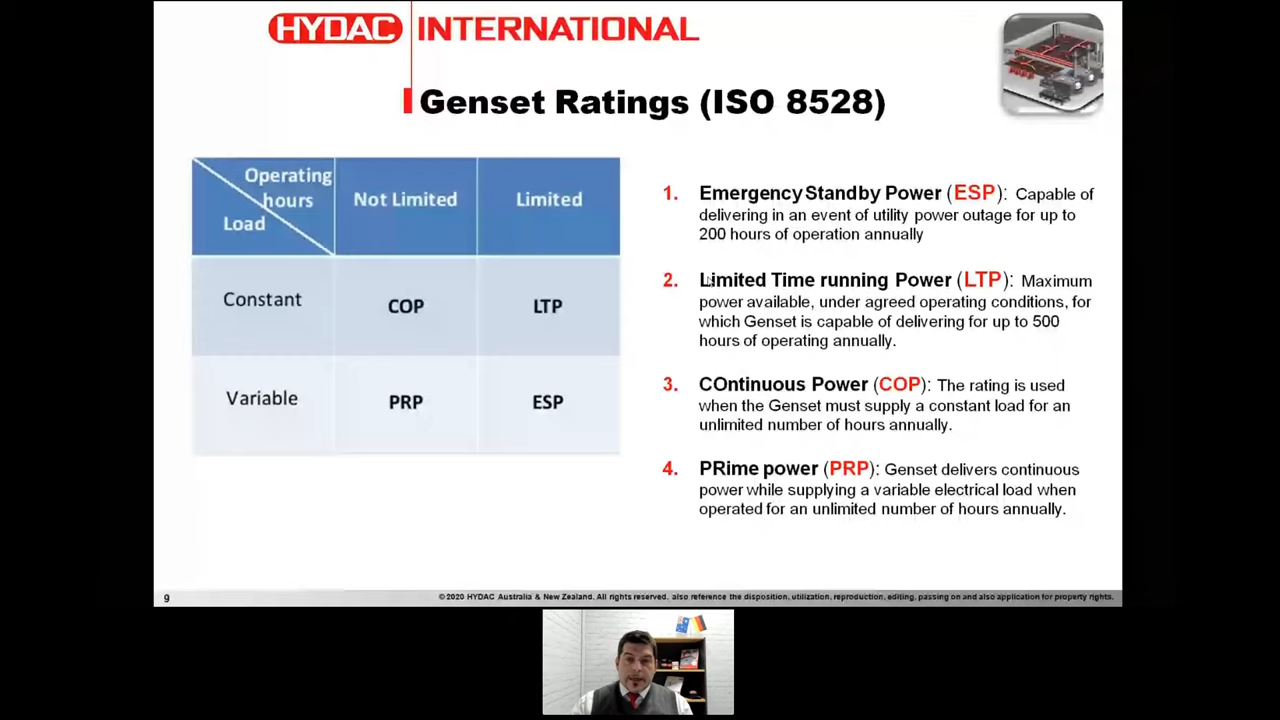 HYDAC INTERNATIONAL
Genset Ratings (ISO 8528)
Operating
hours
Load
Not Limited
Limited
Constant
COP
LTP
Variable
PRP
ESP
1. Emergency Standby Power (ESP): Capable of
delivering in an event of utility power outage for up to
200 hours of operation annually
2. Limited Time running Power (LTP): Maximum
power available, under agreed operating conditions, for
which Genset is capable of delivering for up to 500
hours of operating annually.
3. COntinuous Power (COP): The rating is used
when the Genset must supply a constant load for an
unlimited number of hours annually.
4. PRime power (PRP): Genset delivers continuous
power while supplying a variable electrical load when
operated for an unlimited number of hours annually.
9
© 2020 HYDAC Australia & New Zealand. All rights reserved, also reference the disposition, utilization, reproduction, editing, passing on and also application for property rights.